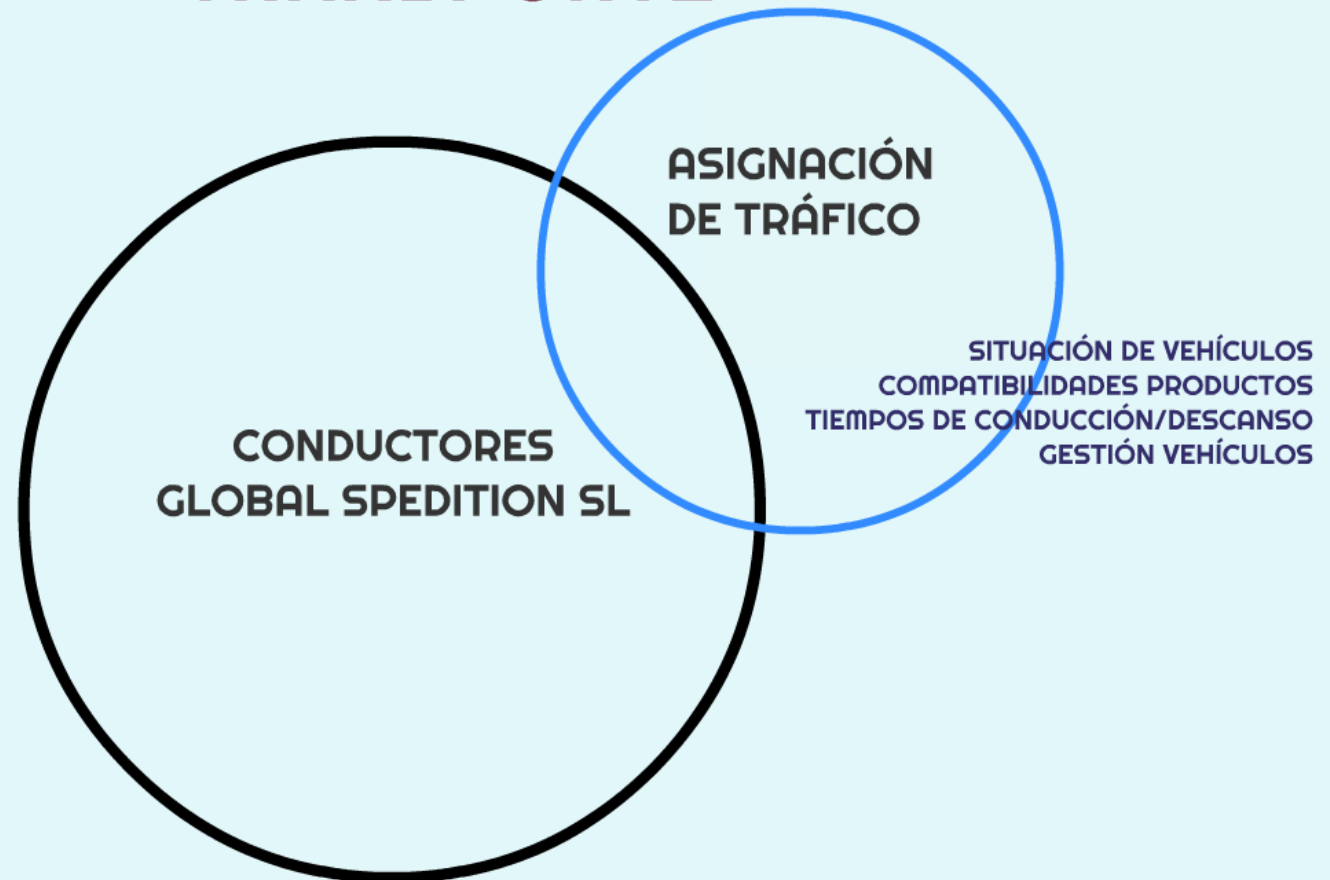 ASIGNACIÓN
DE TRÁFICO
SITUACIÓN DE VEHÍCULOS
COMPATIBILIDADES PRODUCTOS
TIEMPOS DE CONDUCCIÓN/DESCANSO
GESTIÓN VEHÍCULOS
CONDUCTORES
GLOBAL SPEDITION SL